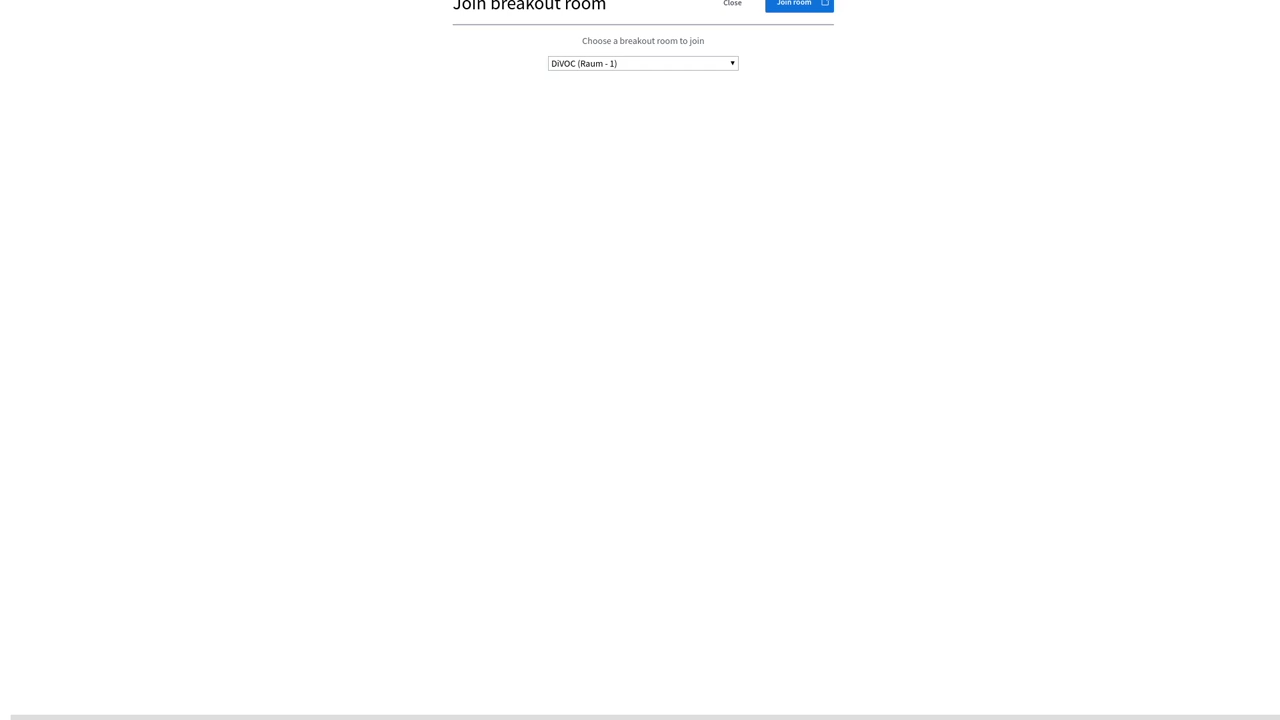 Join breakout room
Close
Join room
Choose a breakout room to join
DiVOC (Raum - 1)